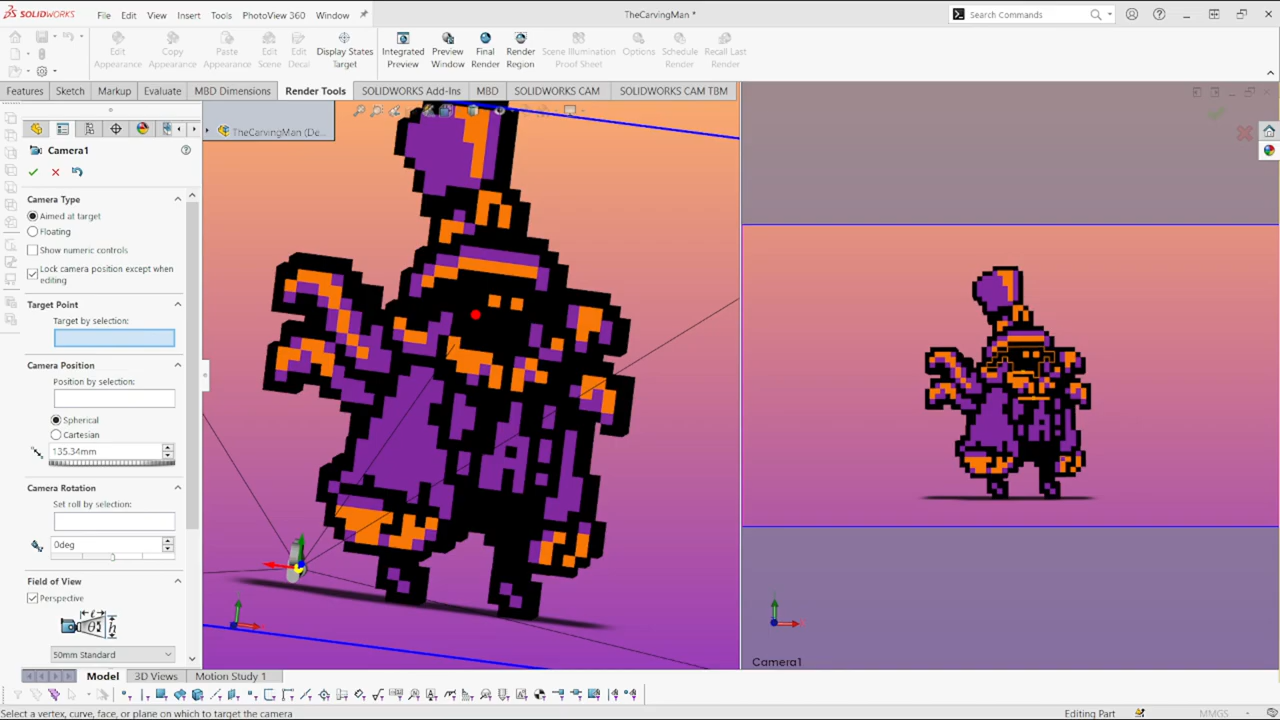 SOLIDWORKS
File Edit View Insert Tools PhotoView 360 Window
TheCarvingMan *
Search Commands
Edit Appearance
Copy Appearance
Paste Appearance
Edit Scene
Edit Decal
Display States Target
Integrated Preview
Preview Window
Final Render
Render Region
Scene Illumination Proof Sheet
Options
Schedule Render
Recall Last Render
Features Sketch Markup Evaluate MBD Dimensions Render Tools SOLIDWORKS Add-Ins MBD SOLIDWORKS CAM SOLIDWORKS CAM TBM
TheCarvingMan (De...
Camera1
Camera Type
Aimed at target
Floating
Show numeric controls
Lock camera position except when
editing
Target Point
Target by selection:
Camera Position
Position by selection:
Spherical
Cartesian
135.34mm
Camera Rotation
Set roll by selection:
0deg
Field of View
Perspective
ℓ
θ h
50mm Standard
Camera1
Model 3D Views Motion Study 1
Select a vertex, curve, face, or plane on which to target the camera
Editing Part
MMGS